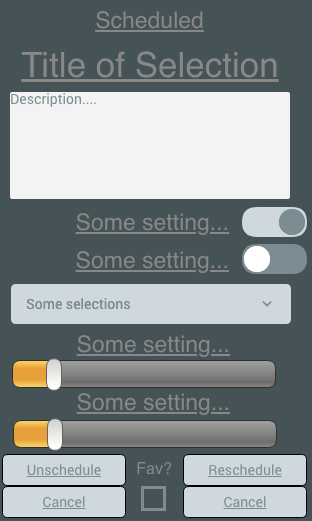 Scheduled
Title of Selection
Description....
Some setting...
Some setting...
Some selections
Some setting...
Some setting...
Unschedule
Fav?
Reschedule
Cancel
Cancel